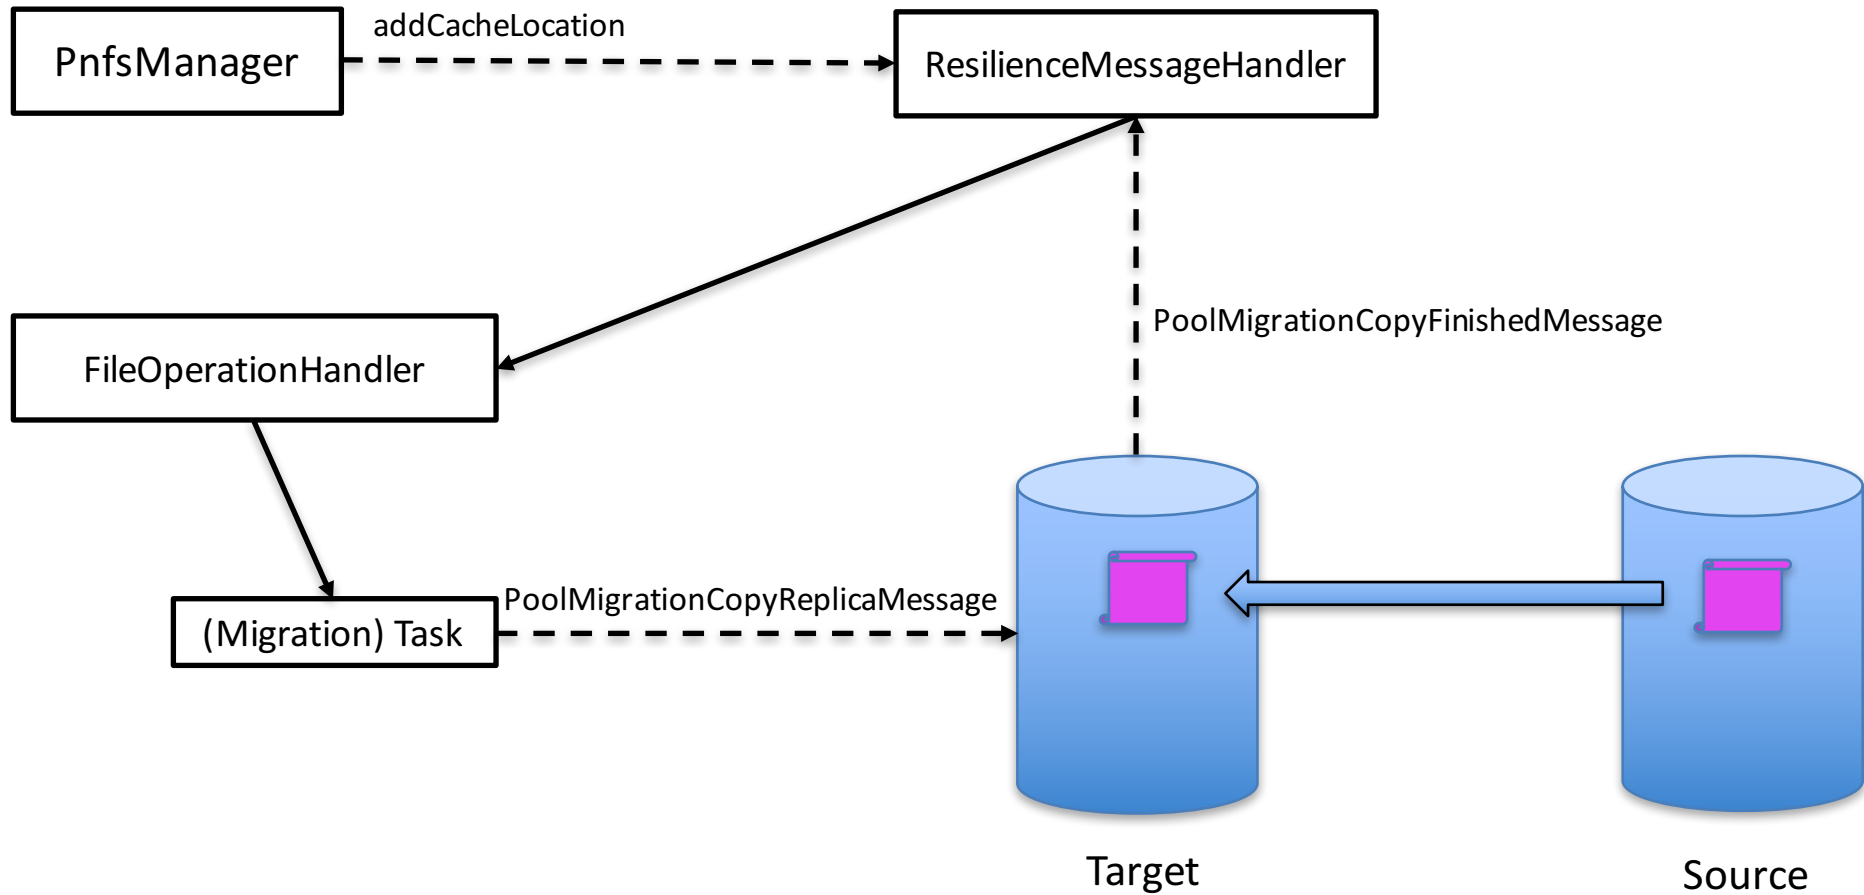 addCacheLocation
PnfsManager
ResilienceMessageHandler
PoolMigrationCopyFinishedMessage
FileOperationHandler
PoolMigrationCopyReplicaMessage
(Migration) Task
Target
Source